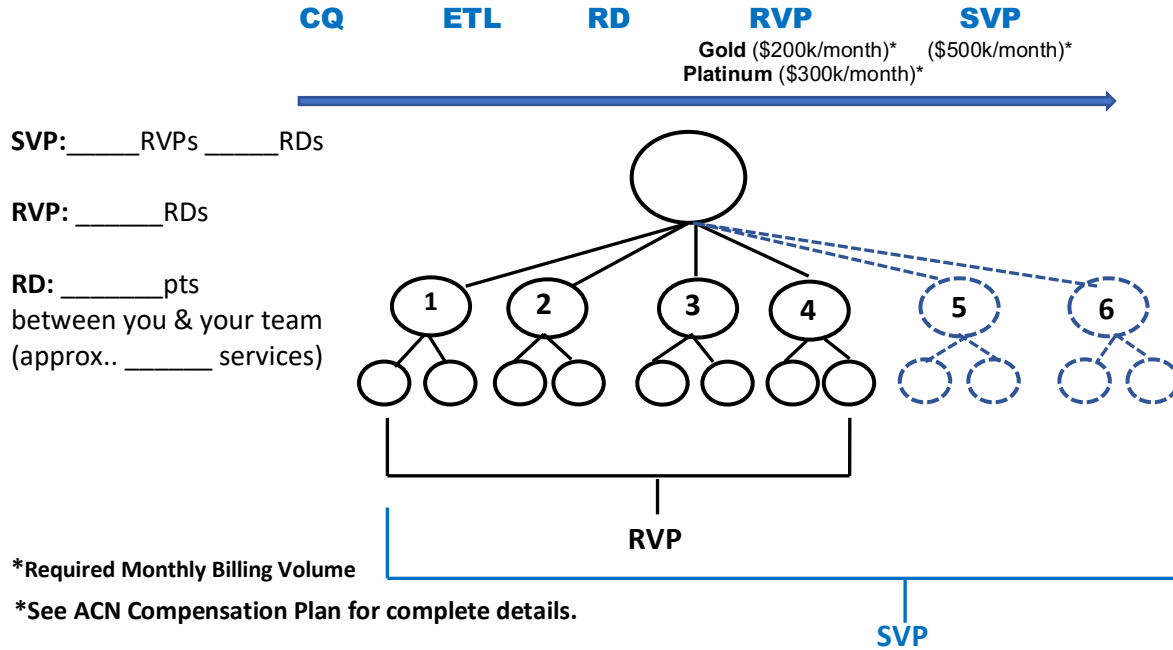 CQ ETL RD RVP SVP
Gold ($200k/month)* ($500k/month)*
Platinum ($300k/month)*
SVP:_____RVPs _____RDs
RVP: ______RDs
RD: _______pts
between you & your team
(approx.. ______ services)
1 2 3 4 5 6
RVP
*Required Monthly Billing Volume
*See ACN Compensation Plan for complete details.
SVP